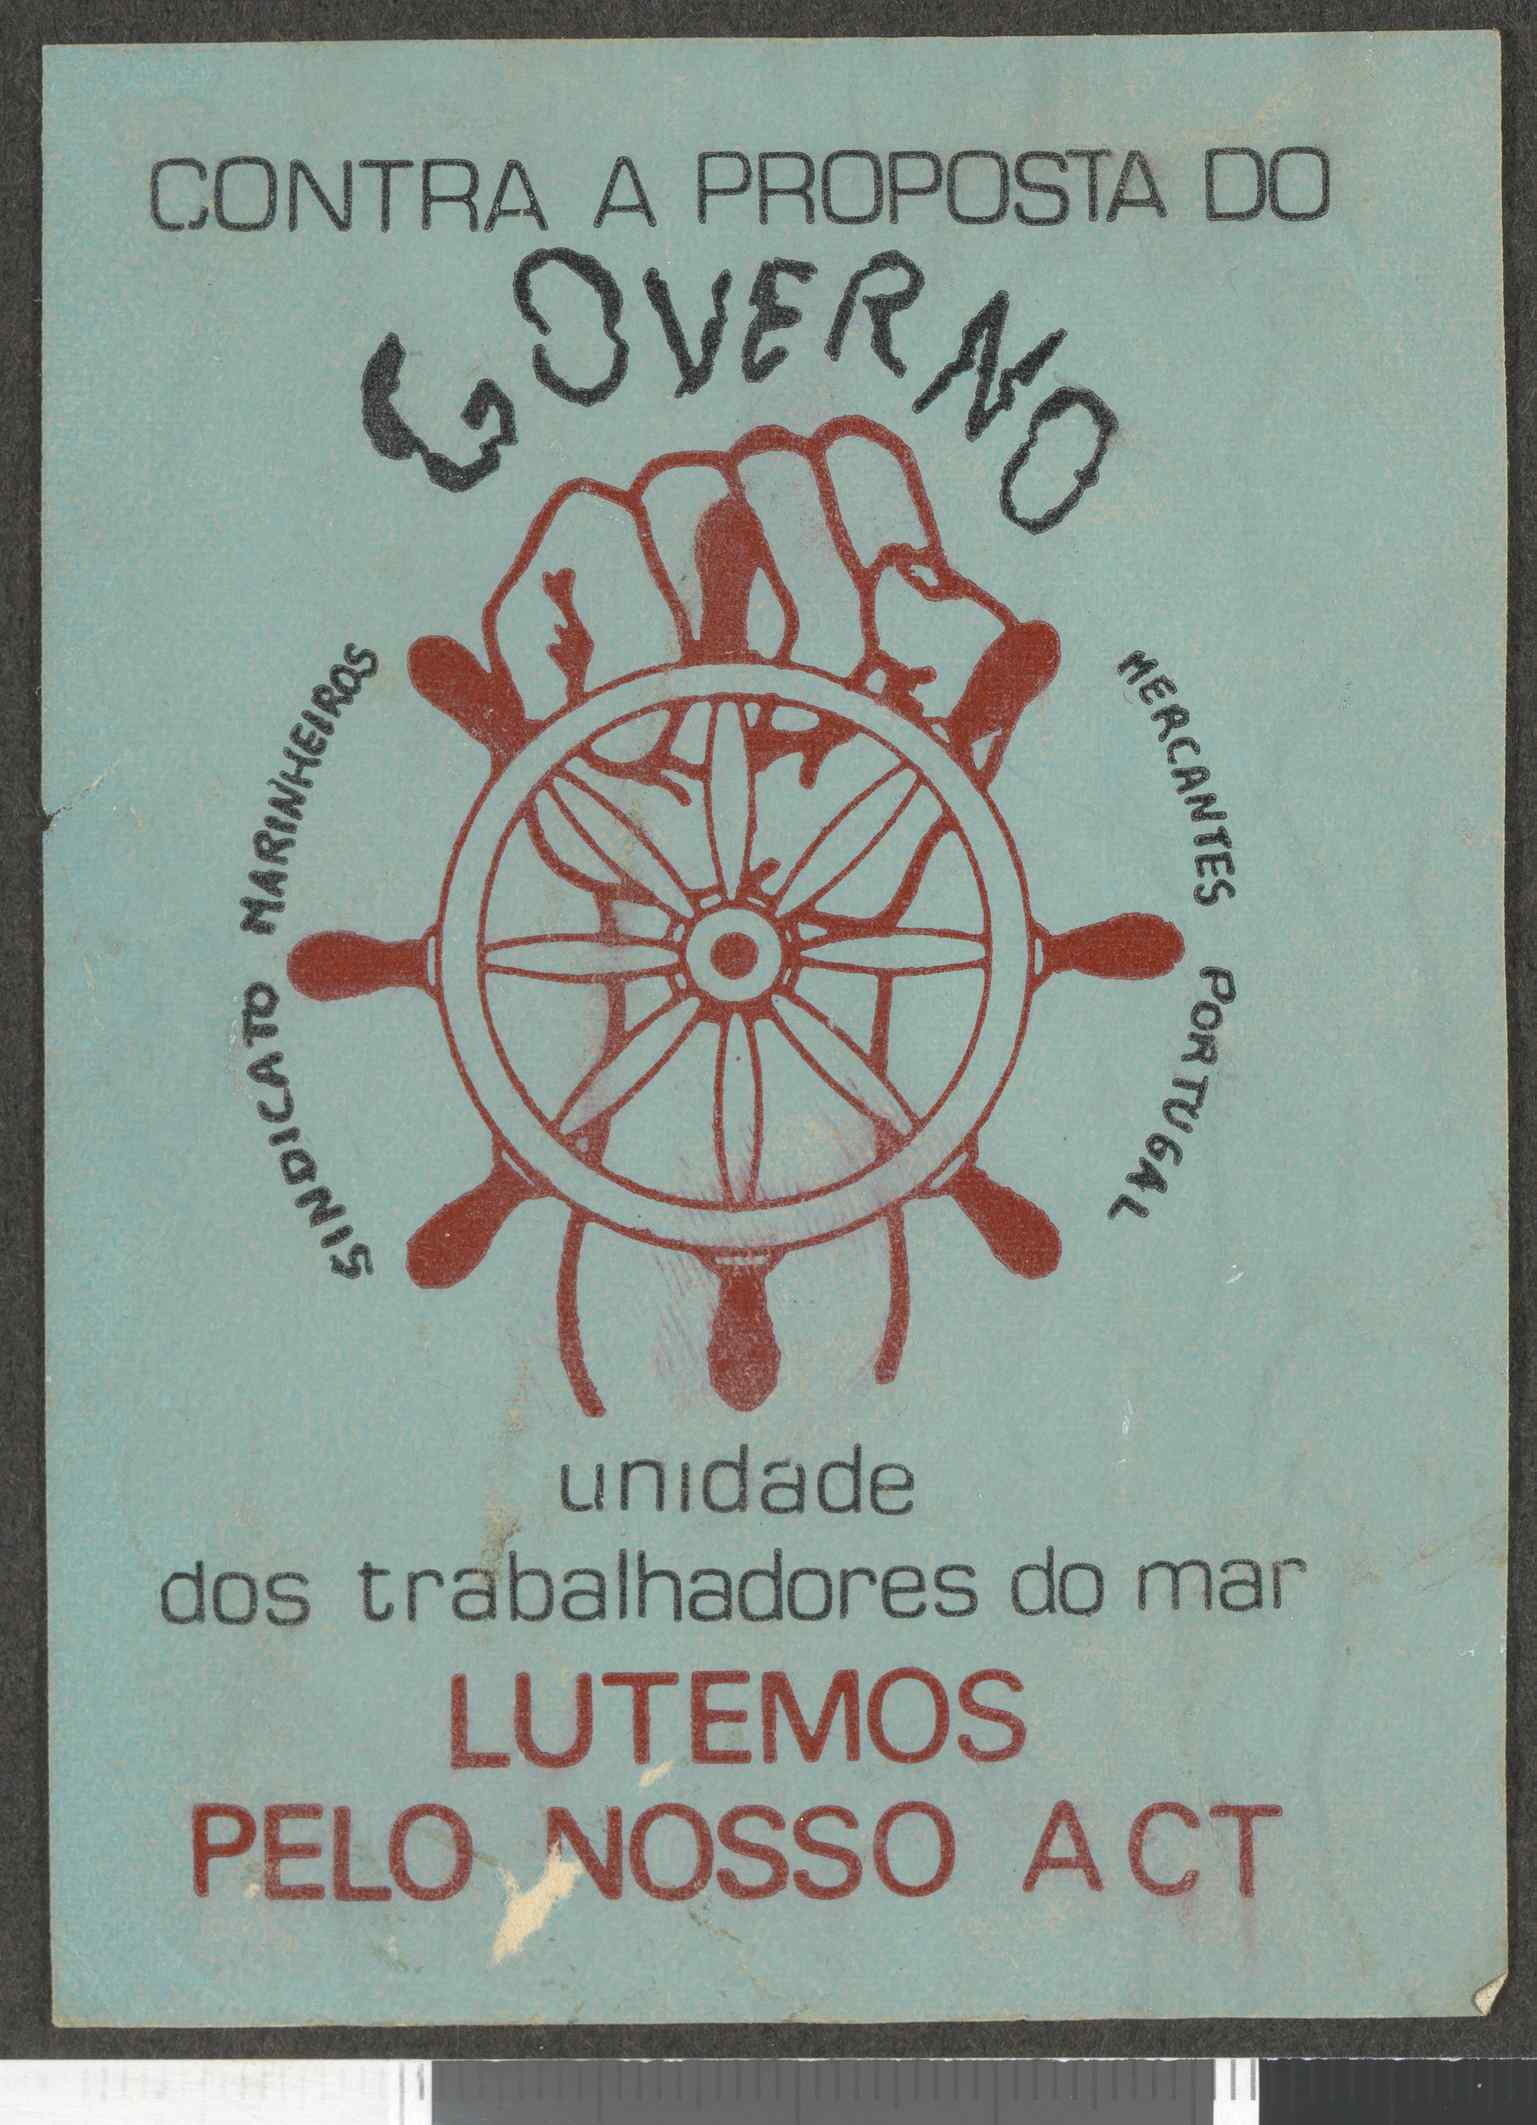 CONTRA A PROPOSTA DO
GOVERNO
SINDICATO MARINHEIROS
MERCANTES PORTUGAL
unidade
dos trabalhadores do mar
LUTEMOS
PELO NOSSO ACT